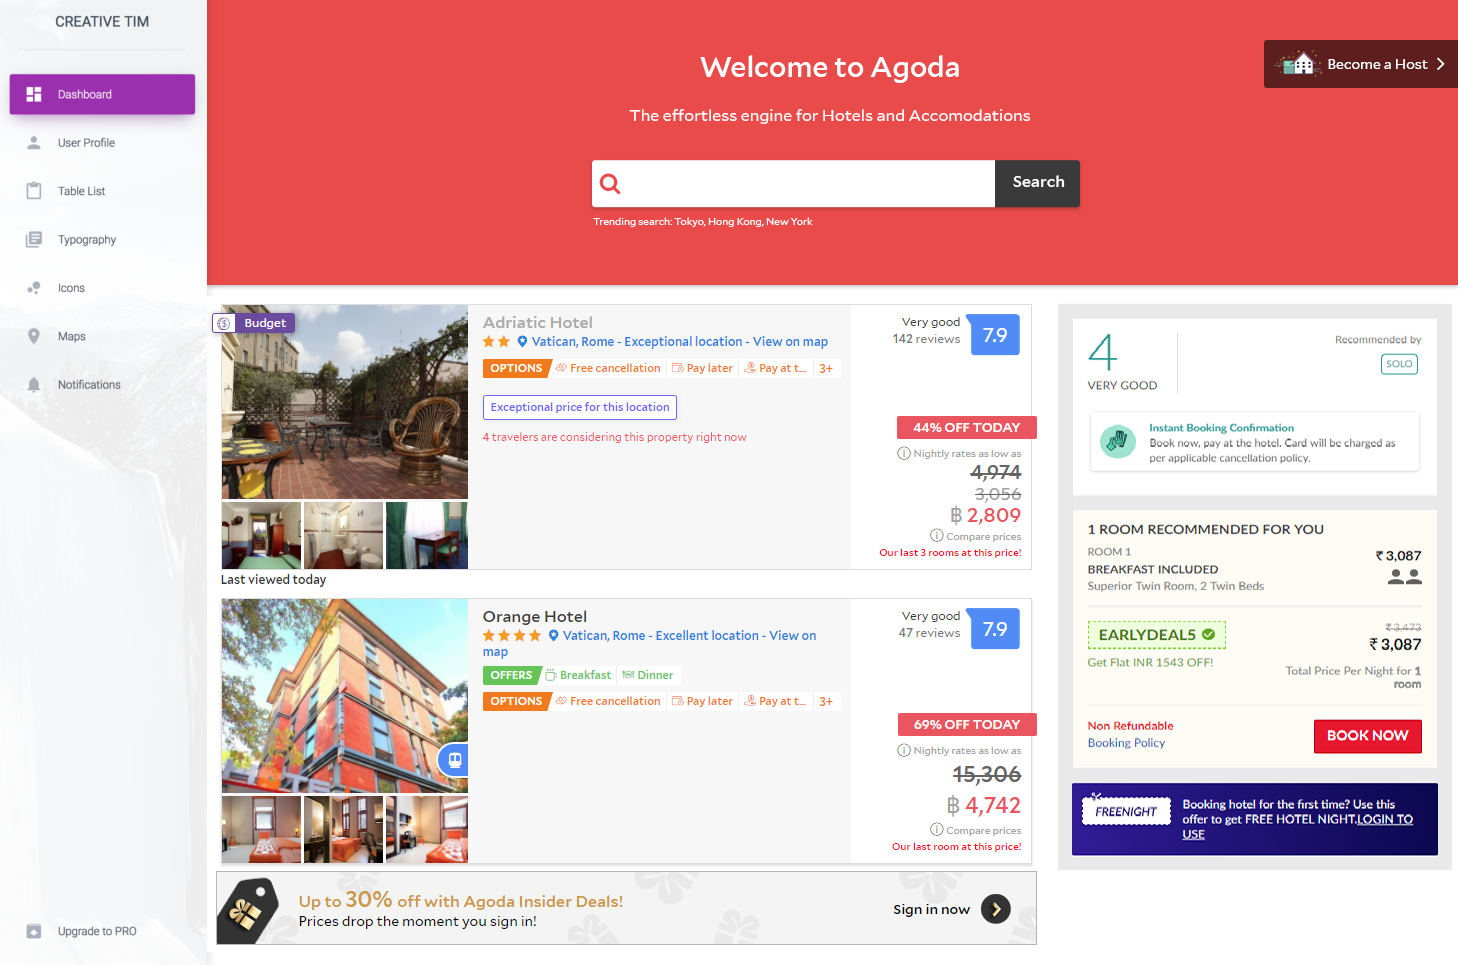 CREATIVE TIM
Dashboard
User Profile
Table List
Typography
Icons
Maps
Notifications
Upgrade to PRO
Welcome to Agoda
The effortless engine for Hotels and Accomodations
Become a Host
Search
Trending search: Tokyo, Hong Kong, New York
Budget
Adriatic Hotel
Vatican, Rome - Exceptional location - View on map
OPTIONS Free cancellation Pay later Pay at t... 3+
Exceptional price for this location
4 travelers are considering this property right now
Very good
142 reviews
7.9
44% OFF TODAY
Nightly rates as low as
4,974
3,056
฿ 2,809
Compare prices
Our last 3 rooms at this price!
Last viewed today
Orange Hotel
Vatican, Rome - Excellent location - View on
map
OFFERS Breakfast Dinner
OPTIONS Free cancellation Pay later Pay at t... 3+
Very good
47 reviews
7.9
69% OFF TODAY
Nightly rates as low as
15,306
฿ 4,742
Compare prices
Our last room at this price!
Up to 30% off with Agoda Insider Deals!
Prices drop the moment you sign in!
Sign in now
4
VERY GOOD
Recommended by
SOLO
Instant Booking Confirmation
Book now, pay at the hotel. Card will be charged as
per applicable cancellation policy.
1 ROOM RECOMMENDED FOR YOU
ROOM 1
BREAKFAST INCLUDED
Superior Twin Room, 2 Twin Beds
₹ 3,087
EARLYDEAL5
Get Flat INR 1543 OFF!
₹ 3,473
₹ 3,087
Total Price Per Night for 1
room
Non Refundable
Booking Policy
BOOK NOW
FREENIGHT
Booking hotel for the first time? Use this
offer to get FREE HOTEL NIGHT.LOGIN TO
USE